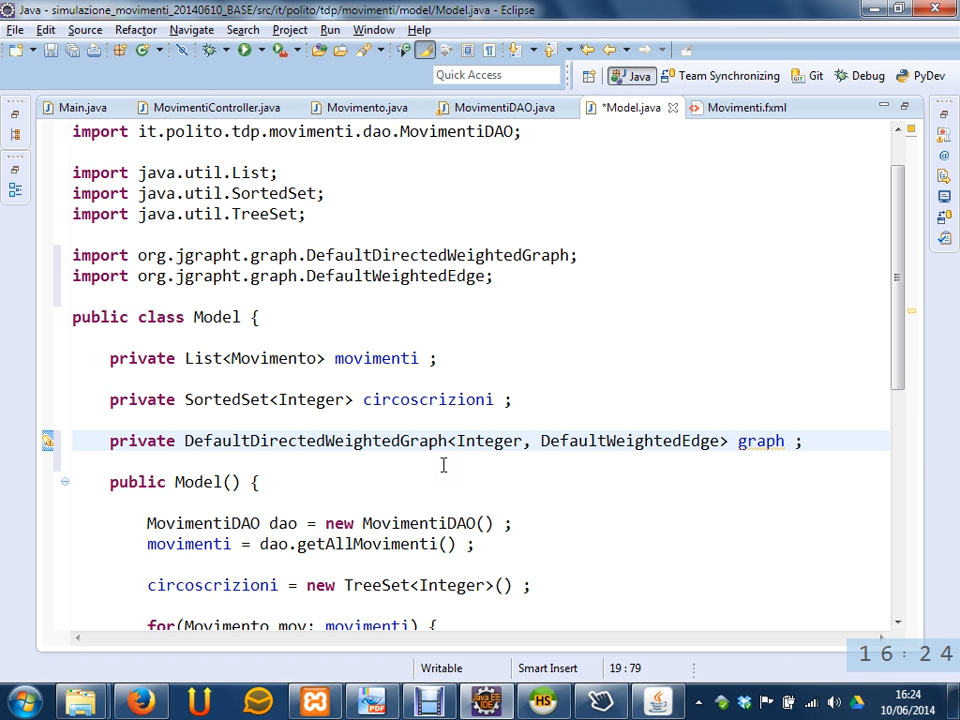 Java - simulazione_movimenti_20140610_BASE/src/it/polito/tdp/movimenti/model/Model.java - Eclipse
File Edit Source Refactor Navigate Search Project Run Window Help
Quick Access
Java Team Synchronizing Git Debug PyDev
Main.java MovimentiController.java Movimento.java MovimentiDAO.java *Model.java Movimenti.fxml
import it.polito.tdp.movimenti.dao.MovimentiDAO;
import java.util.List;
import java.util.SortedSet;
import java.util.TreeSet;
import org.jgrapht.graph.DefaultDirectedWeightedGraph;
import org.jgrapht.graph.DefaultWeightedEdge;
public class Model {
private List<Movimento> movimenti ;
private SortedSet<Integer> circoscrizioni ;
private DefaultDirectedWeightedGraph<Integer, DefaultWeightedEdge> graph ;
public Model() {
MovimentiDAO dao = new MovimentiDAO() ;
movimenti = dao.getAllMovimenti() ;
circoscrizioni = new TreeSet<Integer>() ;
for(Movimento mov: movimenti) {
16:24
Writable Smart Insert 19 : 79
16:24
10/06/2014